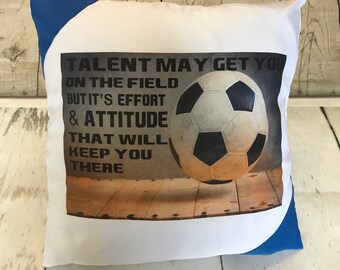 TALENT MAY GET YOU
ON THE FIELD
BUT IT'S EFFORT
& ATTITUDE
THAT WILL
KEEP YOU
THERE